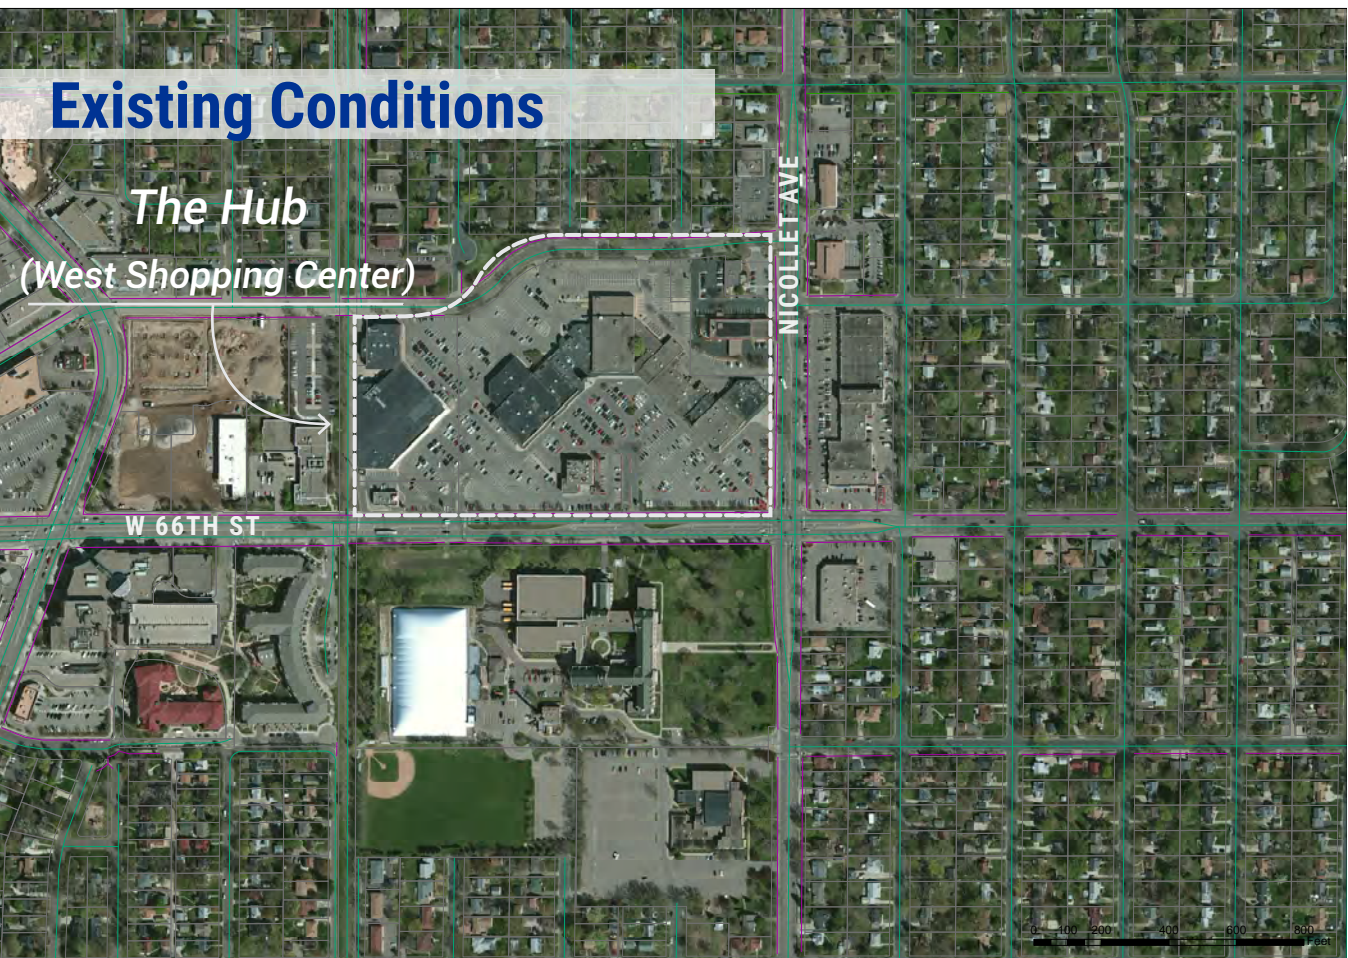 Existing Conditions
The Hub
(West Shopping Center)
NICOLLET AVE
W 66TH ST
0 100 200 400 600 800
Feet